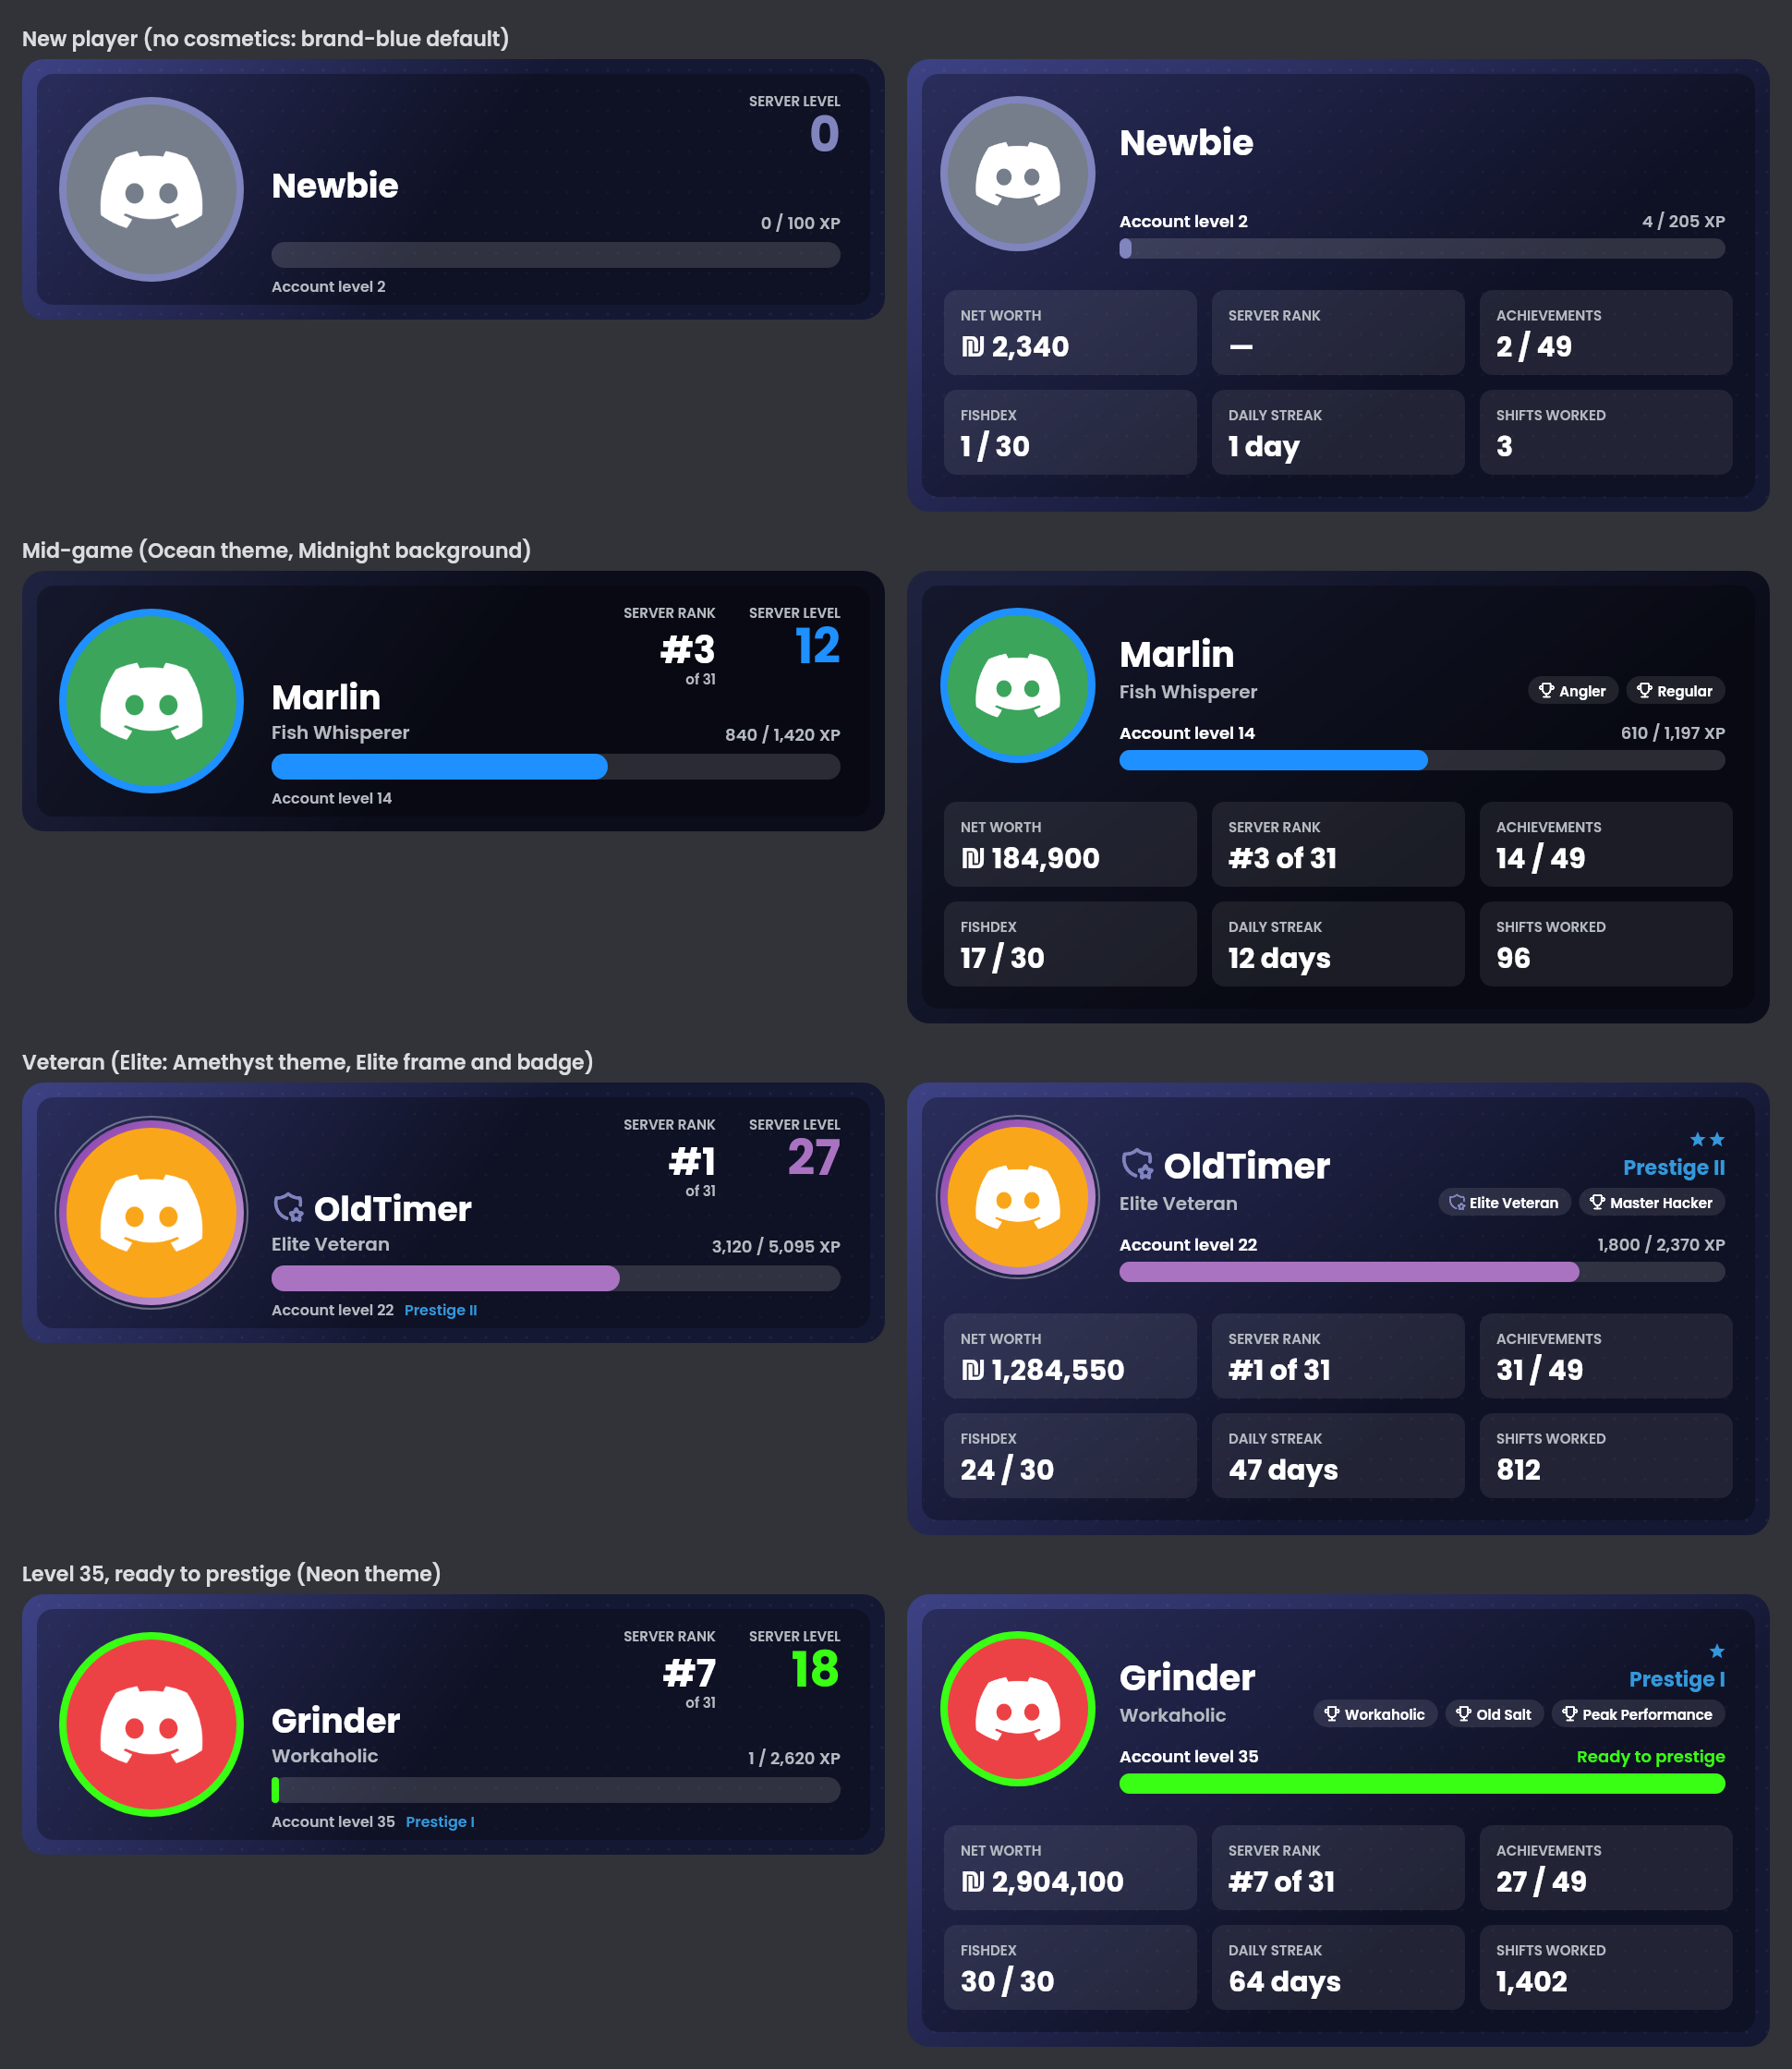 New player (no cosmetics: brand-blue default)
SERVER LEVEL
0
Newbie
0 / 100 XP
Account level 2
Newbie
Account level 2
4 / 205 XP
NET WORTH
₪ 2,340
SERVER RANK
—
ACHIEVEMENTS
2 / 49
FISHDEX
1 / 30
DAILY STREAK
1 day
SHIFTS WORKED
3
Mid-game (Ocean theme, Midnight background)
SERVER RANK
#3
of 31
SERVER LEVEL
12
Marlin
Fish Whisperer
840 / 1,420 XP
Account level 14
Marlin
Fish Whisperer
Angler
Regular
Account level 14
610 / 1,197 XP
NET WORTH
₪ 184,900
SERVER RANK
#3 of 31
ACHIEVEMENTS
14 / 49
FISHDEX
17 / 30
DAILY STREAK
12 days
SHIFTS WORKED
96
Veteran (Elite: Amethyst theme, Elite frame and badge)
SERVER RANK
#1
of 31
SERVER LEVEL
27
OldTimer
Elite Veteran
3,120 / 5,095 XP
Account level 22 Prestige II
OldTimer
Prestige II
Elite Veteran
Elite Veteran
Master Hacker
Account level 22
1,800 / 2,370 XP
NET WORTH
₪ 1,284,550
SERVER RANK
#1 of 31
ACHIEVEMENTS
31 / 49
FISHDEX
24 / 30
DAILY STREAK
47 days
SHIFTS WORKED
812
Level 35, ready to prestige (Neon theme)
SERVER RANK
#7
of 31
SERVER LEVEL
18
Grinder
Workaholic
1 / 2,620 XP
Account level 35 Prestige I
Grinder
Prestige I
Workaholic
Workaholic
Old Salt
Peak Performance
Account level 35
Ready to prestige
NET WORTH
₪ 2,904,100
SERVER RANK
#7 of 31
ACHIEVEMENTS
27 / 49
FISHDEX
30 / 30
DAILY STREAK
64 days
SHIFTS WORKED
1,402